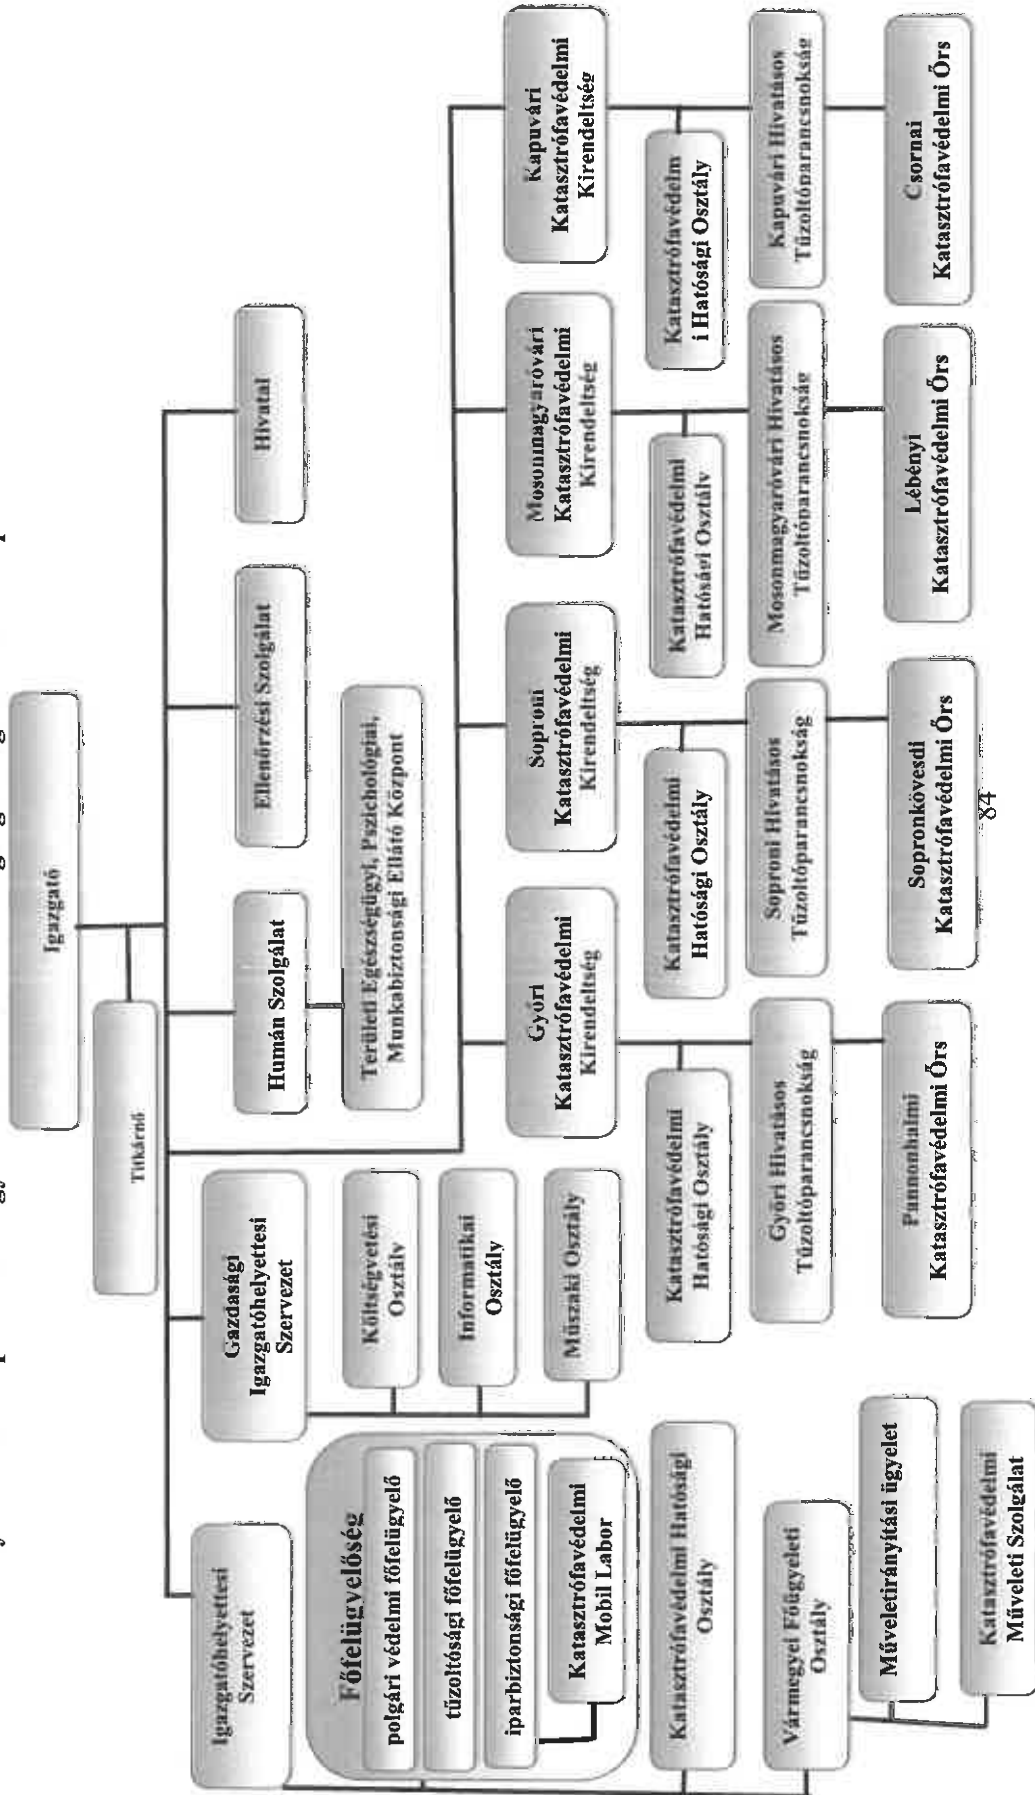 Igazgató
Titkárnő
Igazgatóhelyettesi
Szervezet
Gazdasági
Igazgatóhelyettesi
Szervezet
Humán Szolgálat
Ellenőrzési Szolgálat
Hivatal
Területi Egészségügyi, Pszichológiai,
Munkabiztonsági Ellátó Központ
Főfelügyelőség
polgári védelmi főfelügyelő
tűzoltósági főfelügyelő
iparbiztonsági főfelügyelő
Katasztrófavédelmi
Mobil Labor
Katasztrófavédelmi Hatósági
Osztály
Vármegyei Főügyeleti
Osztály
Műveletirányítási ügyelet
Katasztrófavédelmi
Műveleti Szolgálat
Költségvetési
Osztály
Informatikai
Osztály
Műszaki Osztály
Győri
Katasztrófavédelmi
Kirendeltség
Katasztrófavédelmi
Hatósági Osztály
Győri Hivatásos
Tűzoltóparancsnokság
Pannonhalmi
Katasztrófavédelmi Őrs
Soproni
Katasztrófavédelmi
Kirendeltség
Katasztrófavédelmi
Hatósági Osztály
Soproni Hivatásos
Tűzoltóparancsnokság
Sopronkövesdi
Katasztrófavédelmi Őrs
Mosonmagyaróvári
Katasztrófavédelmi
Kirendeltség
Katasztrófavédelmi
Hatósági Osztály
Mosonmagyaróvári Hivatásos
Tűzoltóparancsnokság
Lébényi
Katasztrófavédelmi Őrs
Kapuvári
Katasztrófavédelmi
Kirendeltség
Katasztrófavédelm
i Hatósági Osztály
Kapuvári Hivatásos
Tűzoltóparancsnokság
Csornai
Katasztrófavédelmi Őrs
84